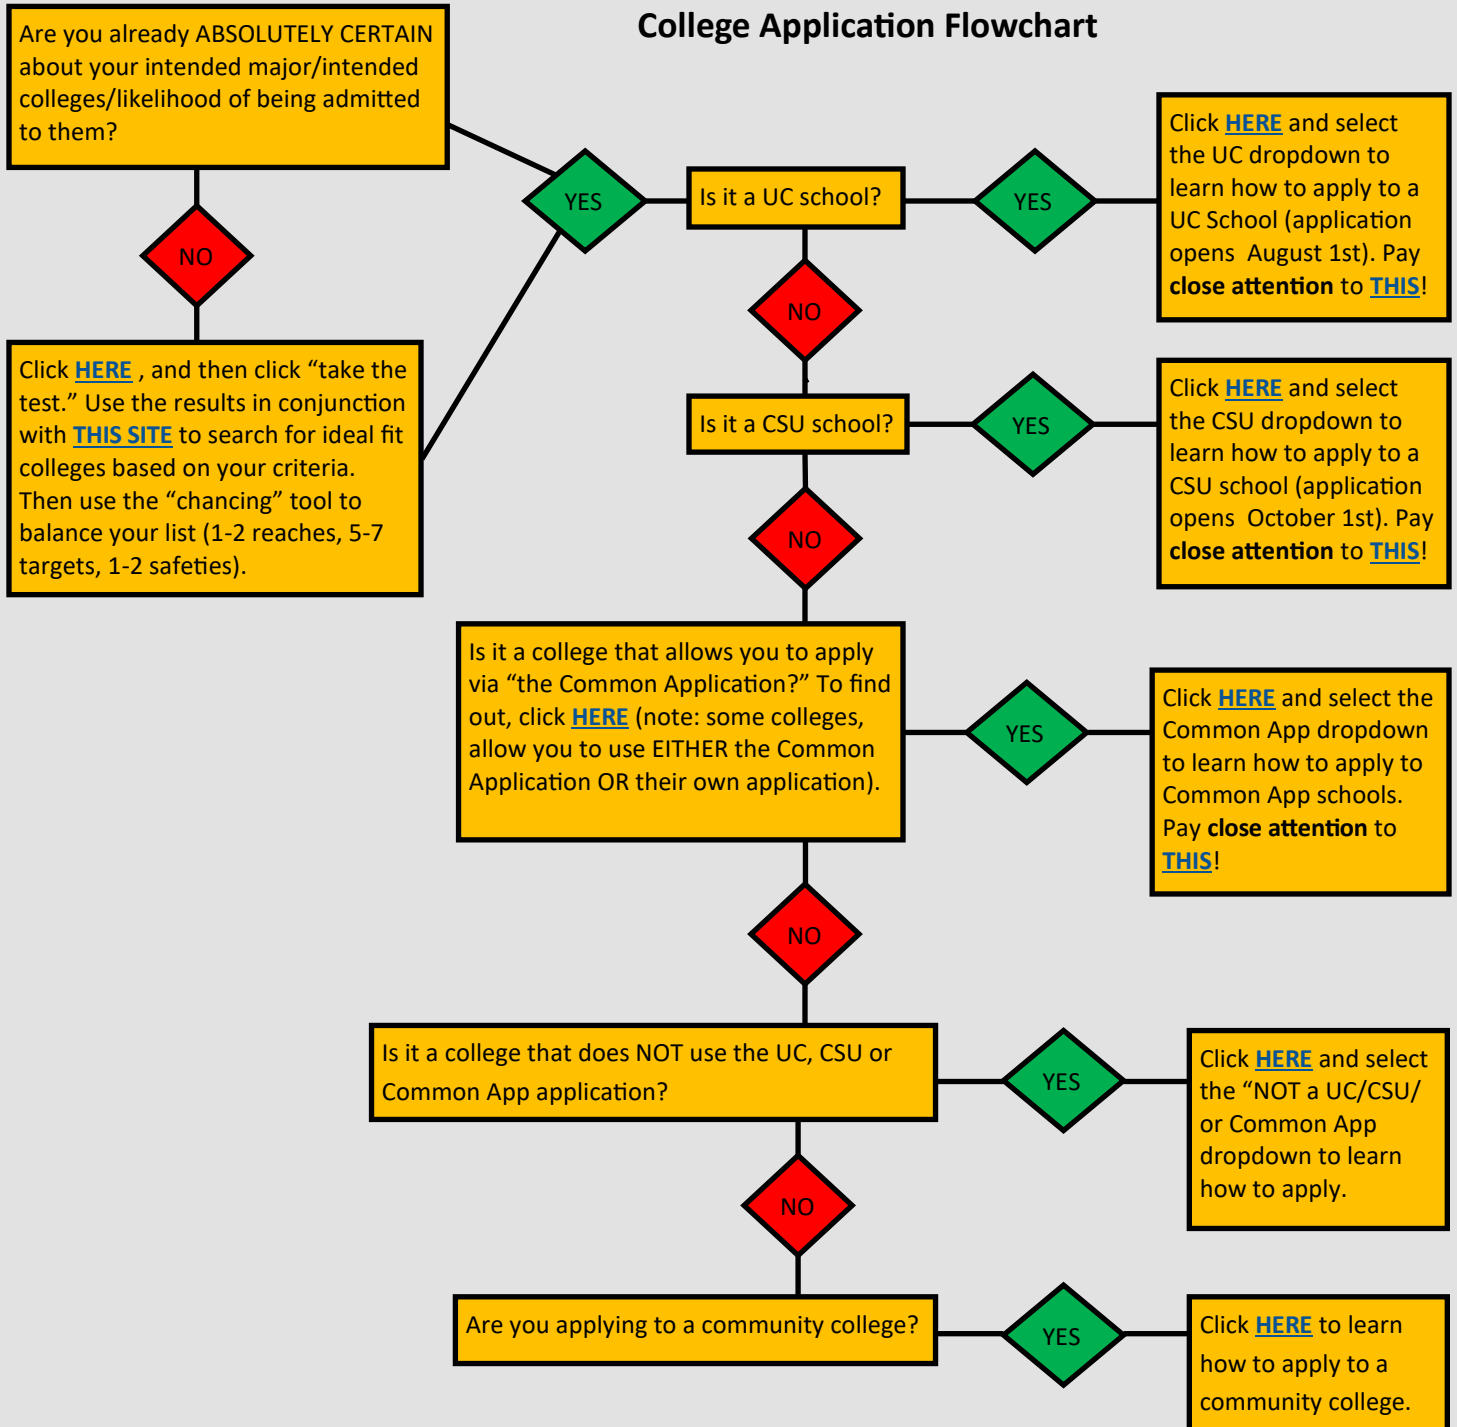 College Application Flowchart
Are you already ABSOLUTELY CERTAIN
about your intended major/intended
colleges/likelihood of being admitted
to them?
NO
Click HERE , and then click “take the
test.” Use the results in conjunction
with THIS SITE to search for ideal fit
colleges based on your criteria.
Then use the “chancing” tool to
balance your list (1-2 reaches, 5-7
targets, 1-2 safeties).
YES
Is it a UC school?
YES
Click HERE and select
the UC dropdown to
learn how to apply to a
UC School (application
opens  August 1st). Pay
close attention to THIS!
NO
Is it a CSU school?
YES
Click HERE and select
the CSU dropdown to
learn how to apply to a
CSU school (application
opens  October 1st). Pay
close attention to THIS!
NO
Is it a college that allows you to apply
via “the Common Application?” To find
out, click HERE (note: some colleges,
allow you to use EITHER the Common
Application OR their own application).
YES
Click HERE and select the
Common App dropdown
to learn how to apply to
Common App schools.
Pay close attention to
THIS!
NO
Is it a college that does NOT use the UC, CSU or
Common App application?
YES
Click HERE and select
the “NOT a UC/CSU/
or Common App
dropdown to learn
how to apply.
NO
Are you applying to a community college?
YES
Click HERE to learn
how to apply to a
community college.